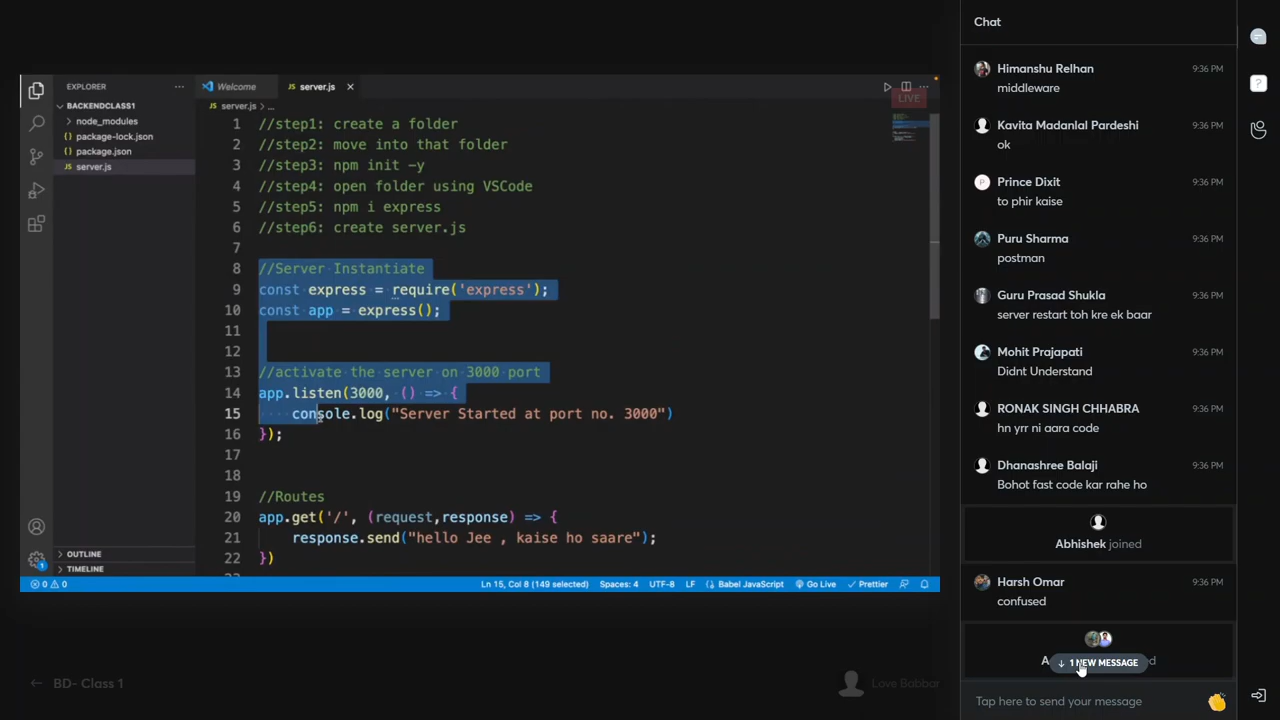 EXPLORER
BACKENDCLASS1
node_modules
package-lock.json
package.json
server.js
OUTLINE
TIMELINE
Welcome
server.js
server.js > ...
LIVE
1 //step1: create a folder
2 //step2: move into that folder
3 //step3: npm init -y
4 //step4: open folder using VSCode
5 //step5: npm i express
6 //step6: create server.js
7
8 //Server Instantiate
9 const express = require('express');
10 const app = express();
11
12
13 //activate the server on 3000 port
14 app.listen(3000, () => {
15 console.log("Server Started at port no. 3000")
16 });
17
18
19 //Routes
20 app.get('/', (request,response) => {
21 response.send("hello Jee , kaise ho saare");
22 })
1
0 0 Ln 15, Col 8 (149 selected) Spaces: 4 UTF-8 LF Babel JavaScript Go Live Prettier
BD- Class 1
Love Babbar
Chat
Himanshu Relhan 9:36 PM
middleware
Kavita Madanlal Pardeshi 9:36 PM
ok
Prince Dixit 9:36 PM
P
to phir kaise
Puru Sharma 9:36 PM
postman
Guru Prasad Shukla 9:36 PM
server restart toh kre ek baar
Mohit Prajapati 9:36 PM
Didnt Understand
RONAK SINGH CHHABRA 9:36 PM
hn yrr ni aara code
Dhanashree Balaji 9:36 PM
Bohot fast code kar rahe ho
Abhishek joined
Harsh Omar 9:36 PM
confused
1 NEW MESSAGE
Tap here to send your message